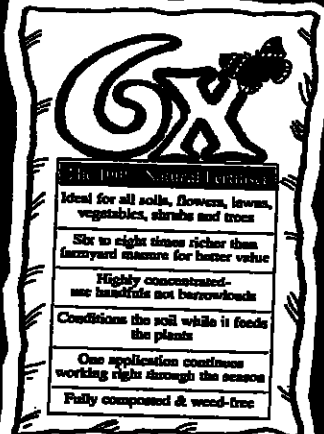 6X
The 100% Natural Fertiliser
Ideal for all soils, flowers, lawns,
vegetables, shrubs and trees
Six to eight times richer than
farmyard manure for better value
Highly concentrated-
use handfuls not barrowloads
Conditions the soil while it feeds
the plants
One application continues
working right through the season
Fully composted & weed-free